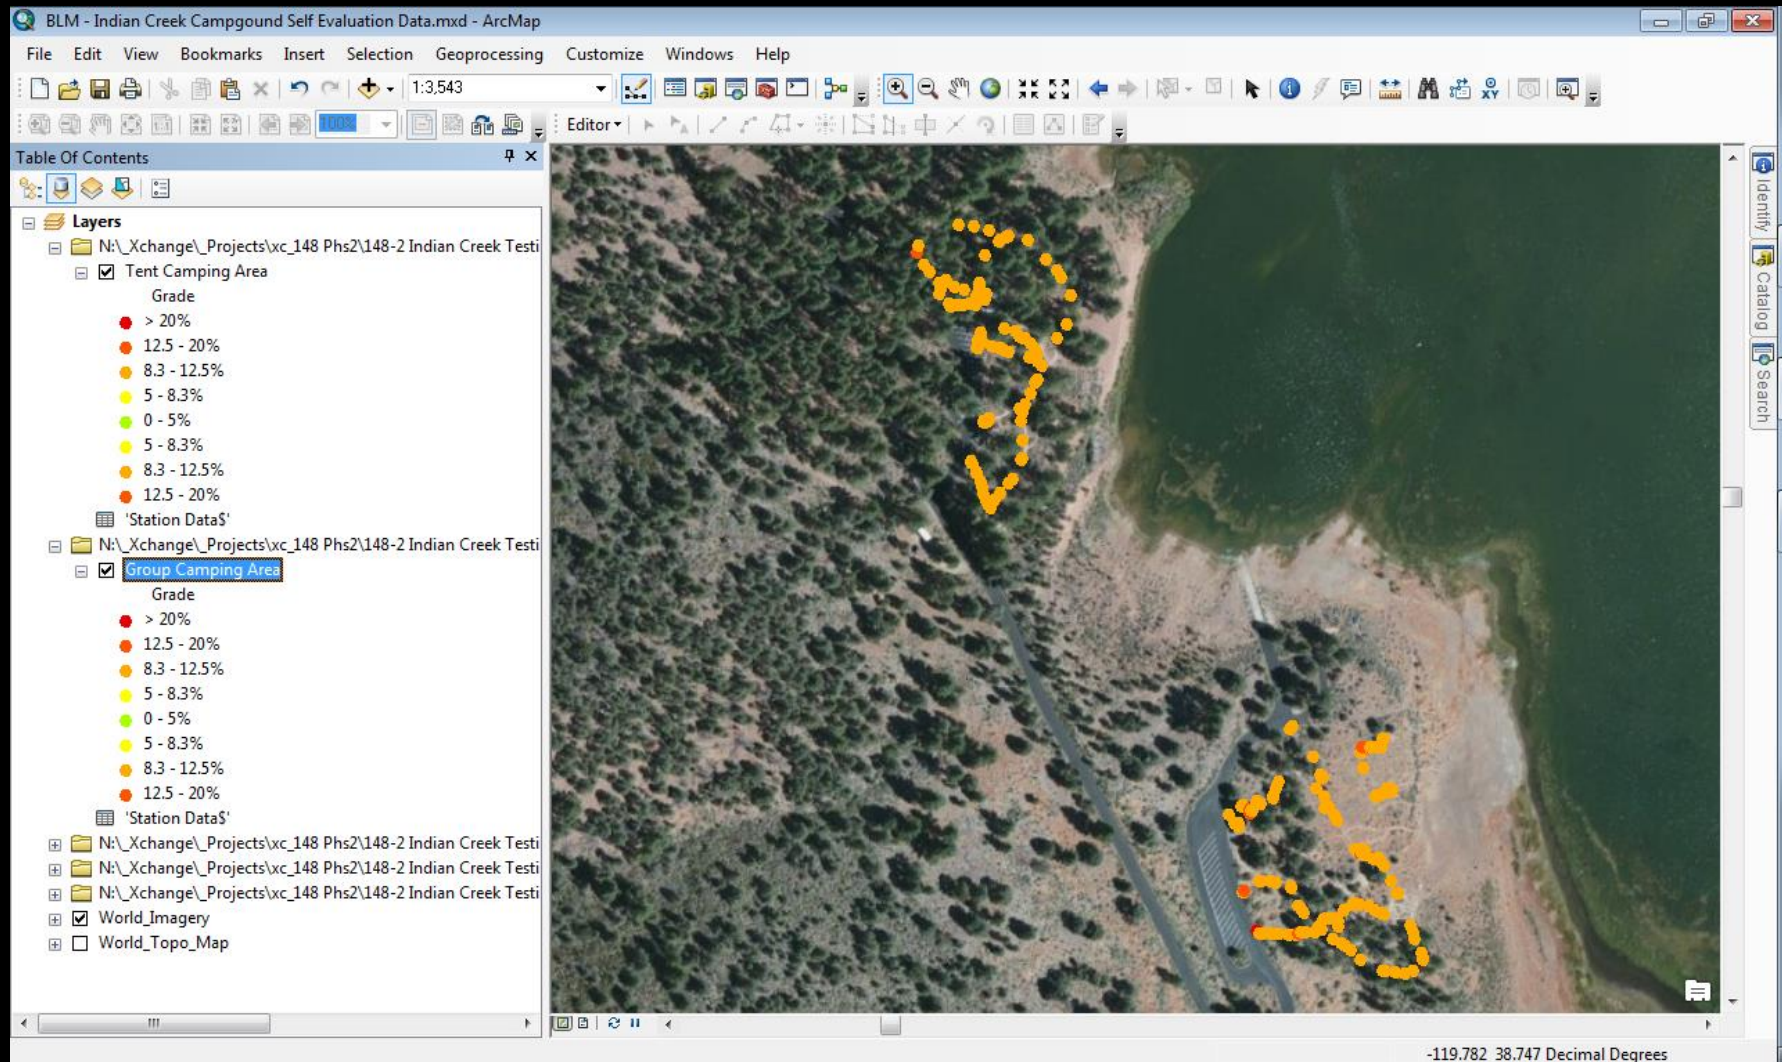 BLM - Indian Creek Campgound Self Evaluation Data.mxd - ArcMap
File Edit View Bookmarks Insert Selection Geoprocessing Customize Windows Help
1:3,543
100% Editor
Table Of Contents
Layers
N:\_Xchange\_Projects\xc_148 Phs2\148-2 Indian Creek Testi
Tent Camping Area
Grade
> 20%
12.5 - 20%
8.3 - 12.5%
5 - 8.3%
0 - 5%
5 - 8.3%
8.3 - 12.5%
12.5 - 20%
'Station Data$'
N:\_Xchange\_Projects\xc_148 Phs2\148-2 Indian Creek Testi
Group Camping Area
Grade
> 20%
12.5 - 20%
8.3 - 12.5%
5 - 8.3%
0 - 5%
5 - 8.3%
8.3 - 12.5%
12.5 - 20%
'Station Data$'
N:\_Xchange\_Projects\xc_148 Phs2\148-2 Indian Creek Testi
N:\_Xchange\_Projects\xc_148 Phs2\148-2 Indian Creek Testi
N:\_Xchange\_Projects\xc_148 Phs2\148-2 Indian Creek Testi
World_Imagery
World_Topo_Map
Identify
Catalog
Search
-119.782 38.747 Decimal Degrees